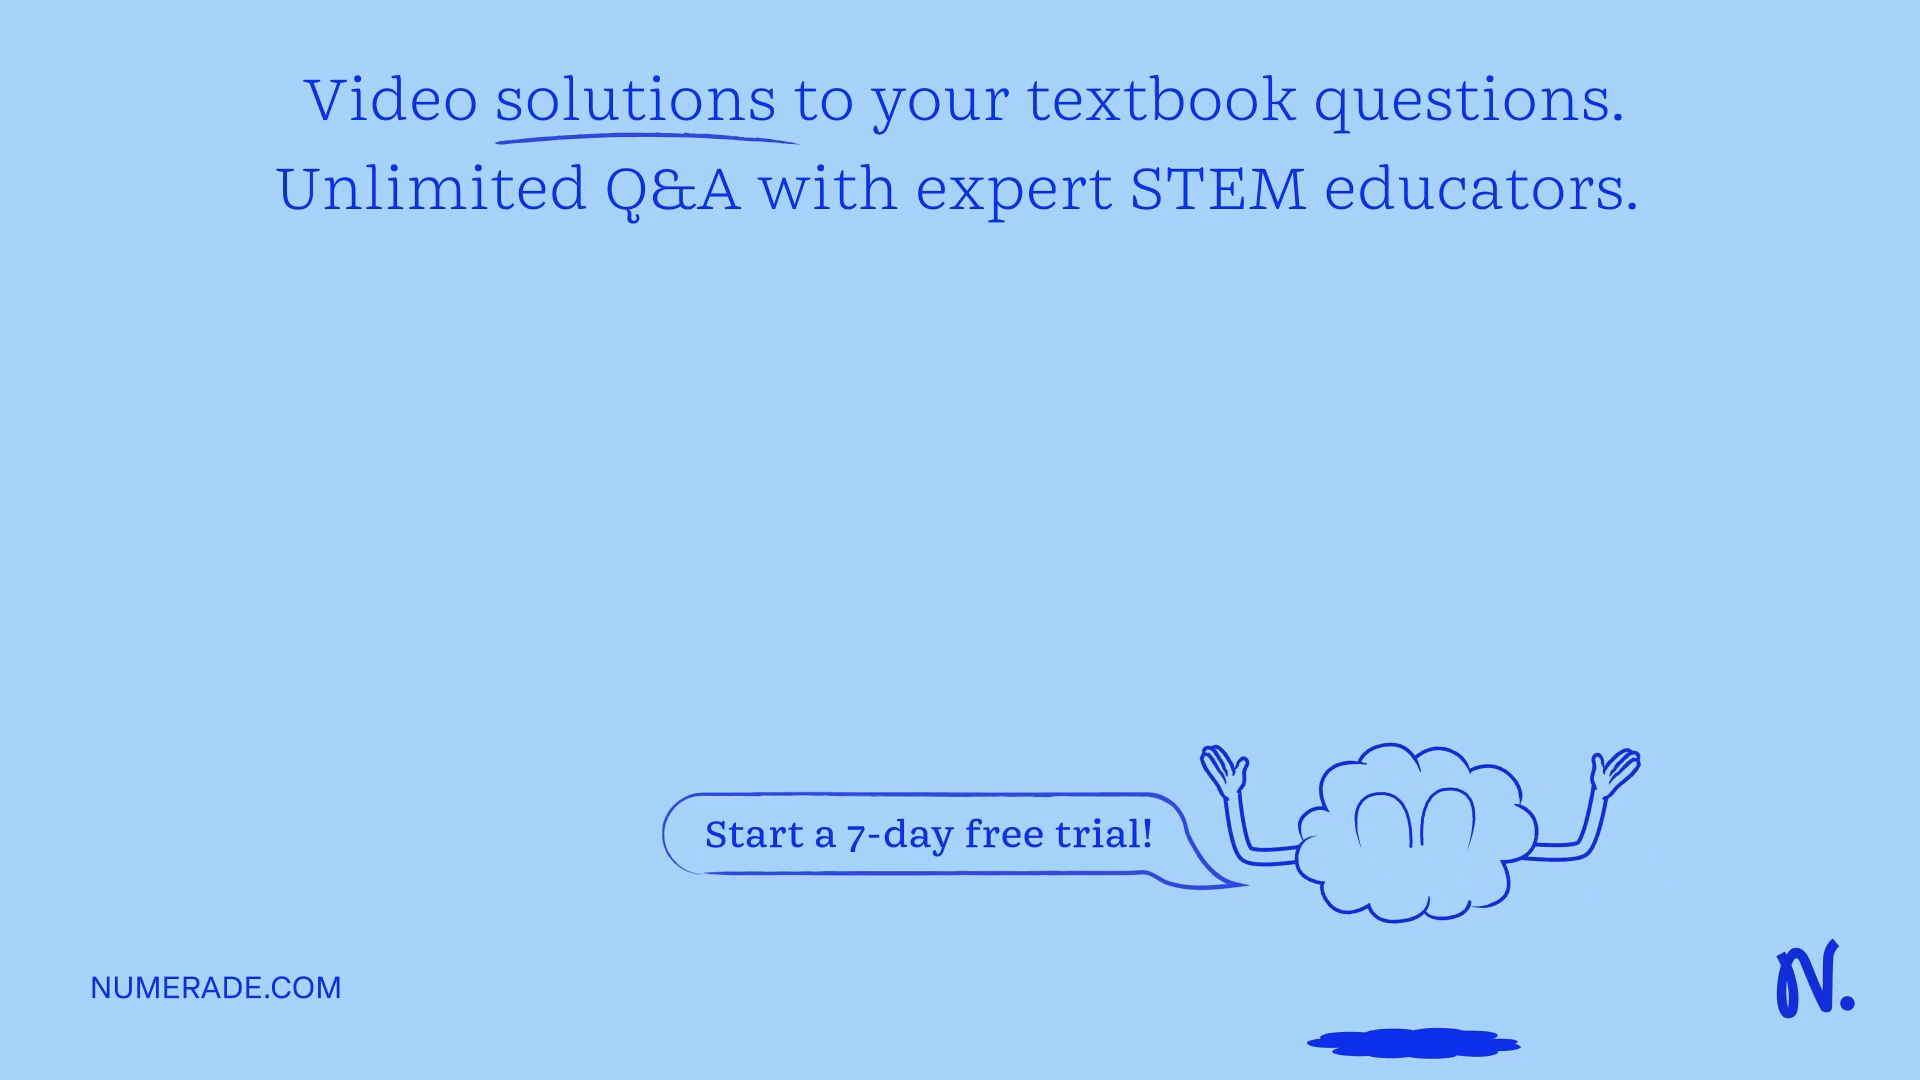 Video solutions to your textbook questions.
Unlimited Q&A with expert STEM educators.
Start a 7-day free trial!
NUMERADE.COM
N.